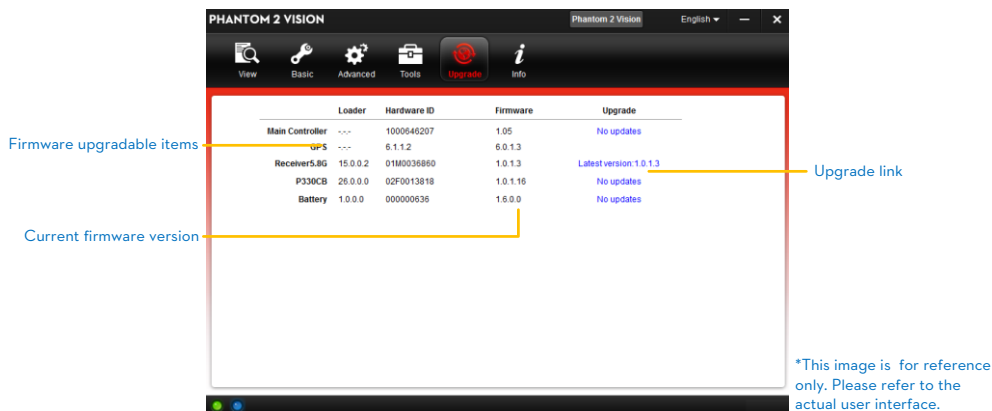 PHANTOM 2 VISION Phantom 2 Vision English
View Basic Advanced Tools Upgrade Info
Loader Hardware ID Firmware Upgrade
Main Controller -.-.- 1000646207 1.05 No updates
GPS -.-.- 6.1.1.2 6.0.1.3
Receiver5.8G 15.0.0.2 01M0036860 1.0.1.3 Latest version:1.0.1.3
P330CB 26.0.0.0 02F0013818 1.0.1.16 No updates
Battery 1.0.0.0 000000636 1.6.0.0 No updates
Firmware upgradable items
Upgrade link
Current firmware version
*This image is for reference
only. Please refer to the
actual user interface.